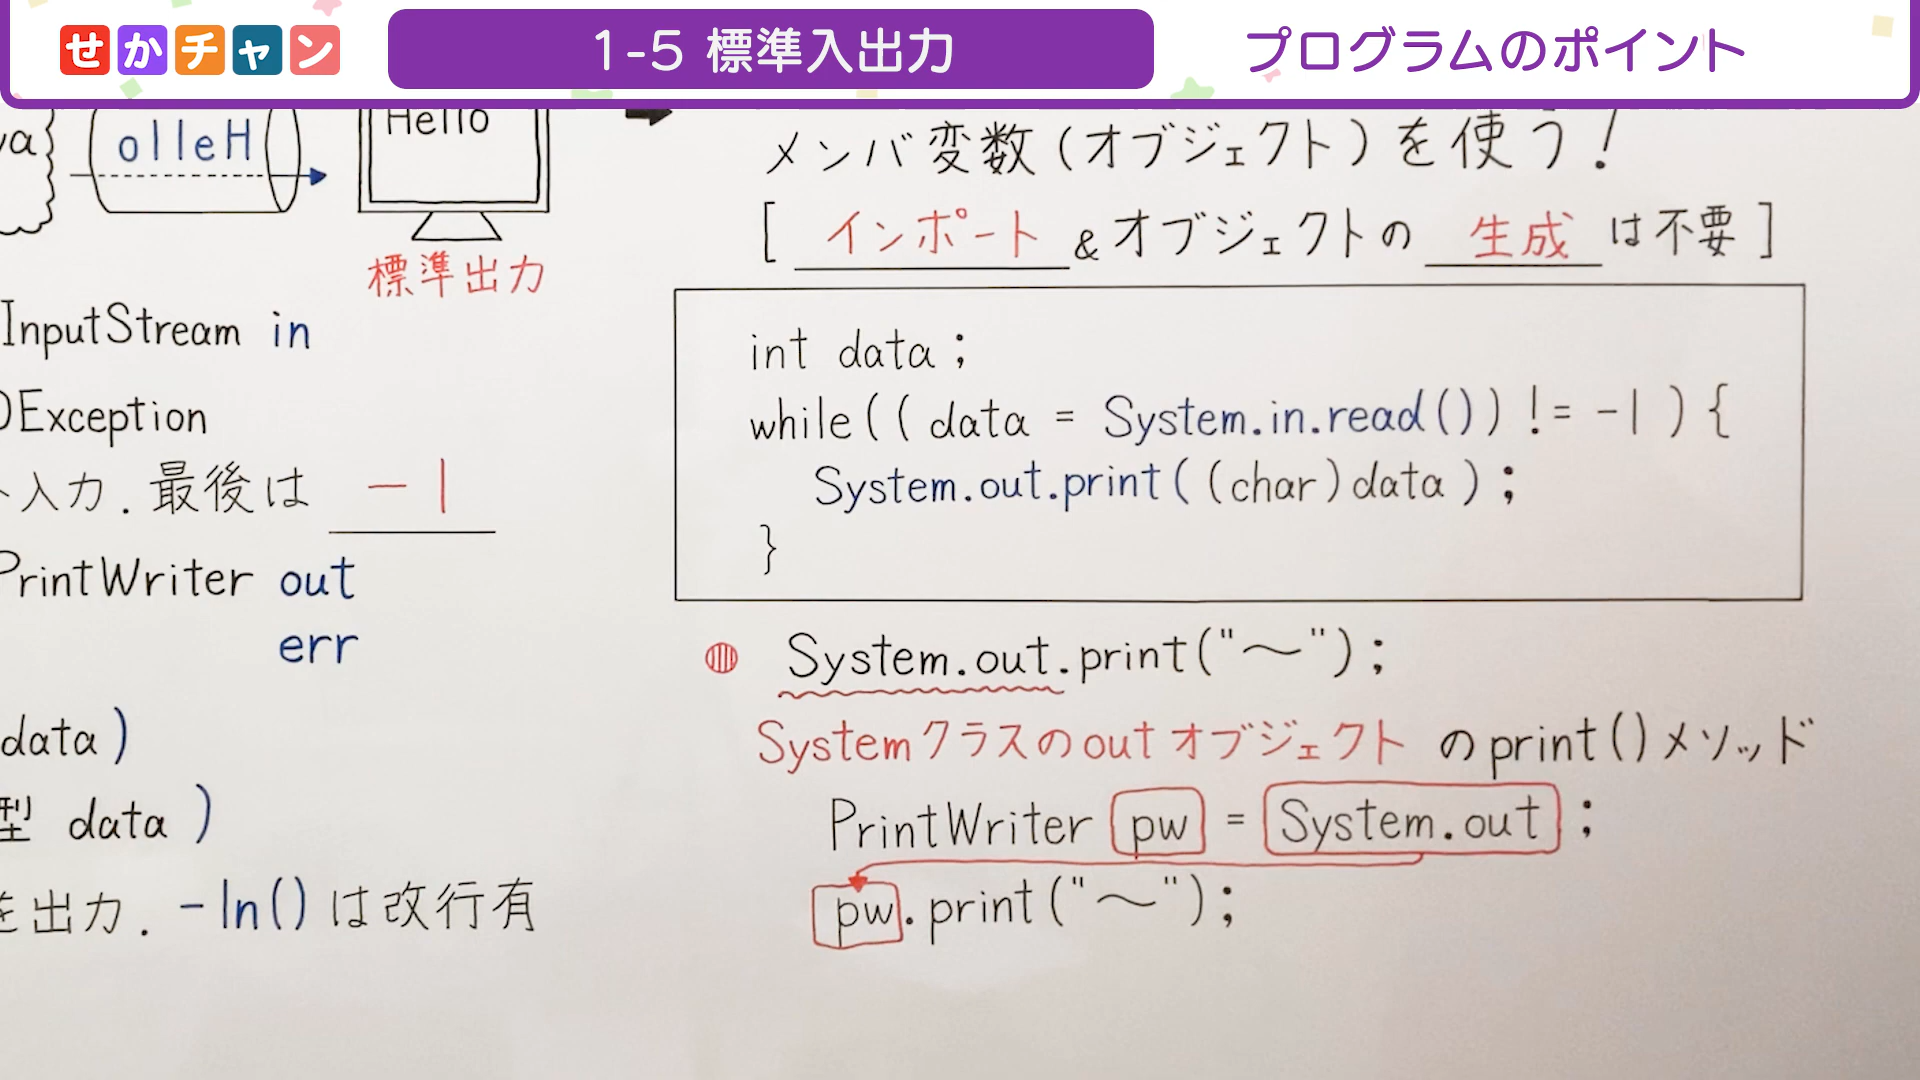 せかチャン
1-5 標準入出力
プログラムのポイント
va
olleH
Hello
標準出力
InputStream in
Exception
入力. 最後は -1
PrintWriter out
err
data)
型 data)
を出力. -ln()は改行有
メンバ変数(オブジェクト)を使う!
[ インポート & オブジェクトの 生成 は不要 ]
int data;
while((data = System.in.read()) != -1){
System.out.print((char)data);
}
System.out.print("～");
Systemクラスのoutオブジェクト のprint()メソッド
PrintWriter pw = System.out;
pw.print("～");